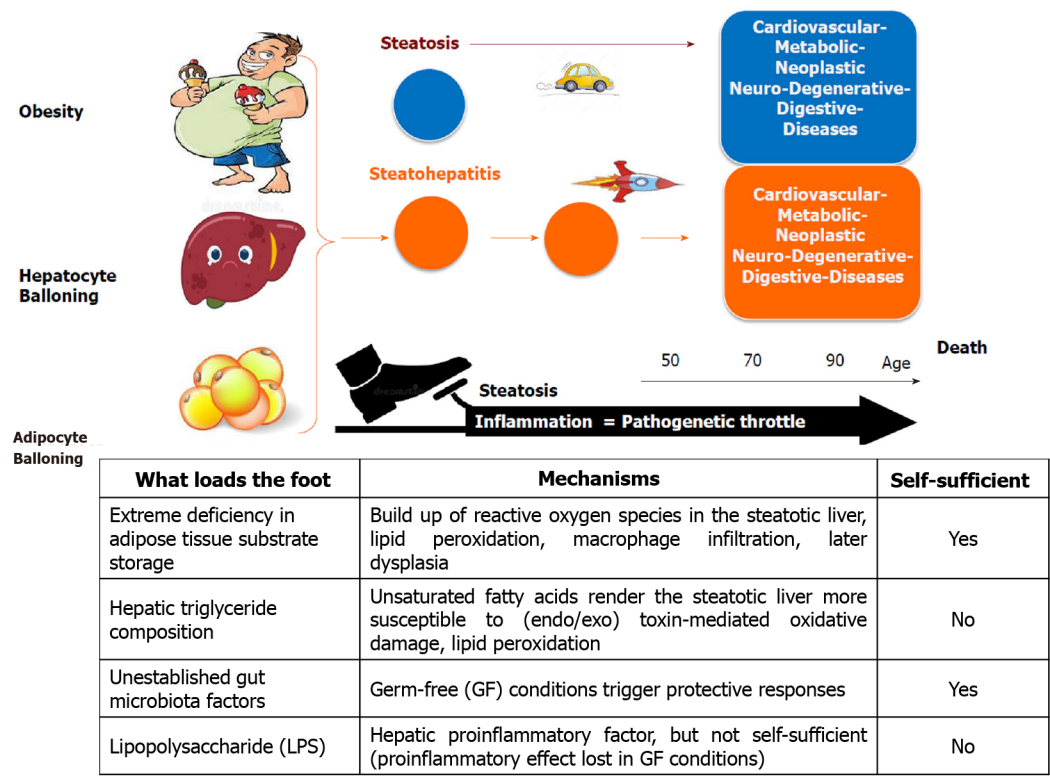 Obesity
Steatosis
Cardiovascular-
Metabolic-
Neoplastic
Neuro-Degenerative-
Digestive-
Diseases
dreamstime.
Hepatocyte
Balloning
Steatohepatitis
Cardiovascular-
Metabolic-
Neoplastic
Neuro-Degenerative-
Digestive-Diseases
Adipocyte
Balloning
50 70 90 Age
Death
dreamstime
Steatosis
Inflammation = Pathogenetic throttle
What loads the foot
Mechanisms
Self-sufficient
Extreme deficiency in
adipose tissue substrate
storage
Build up of reactive oxygen species in the steatotic liver,
lipid peroxidation, macrophage infiltration, later
dysplasia
Yes
Hepatic triglyceride
composition
Unsaturated fatty acids render the steatotic liver more
susceptible to (endo/exo) toxin-mediated oxidative
damage, lipid peroxidation
No
Unestablished gut
microbiota factors
Germ-free (GF) conditions trigger protective responses
Yes
Lipopolysaccharide (LPS)
Hepatic proinflammatory factor, but not self-sufficient
(proinflammatory effect lost in GF conditions)
No